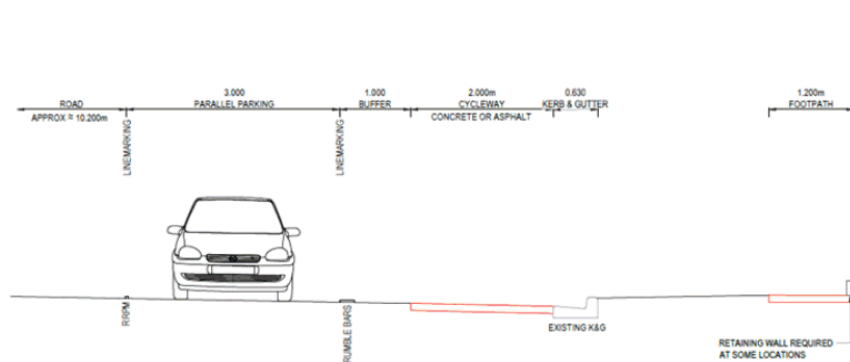 3.000
1.000
2.000m
0.630
1.200m
ROAD
PARALLEL PARKING
BUFFER
CYCLEWAY
KERB & GUTTER
FOOTPATH
APPROX ≈ 10.200m
CONCRETE OR ASPHALT
LINEMARKING
LINEMARKING
RRPM
RUMBLE BARS
EXISTING K&G
RETAINING WALL REQUIRED
AT SOME LOCATIONS